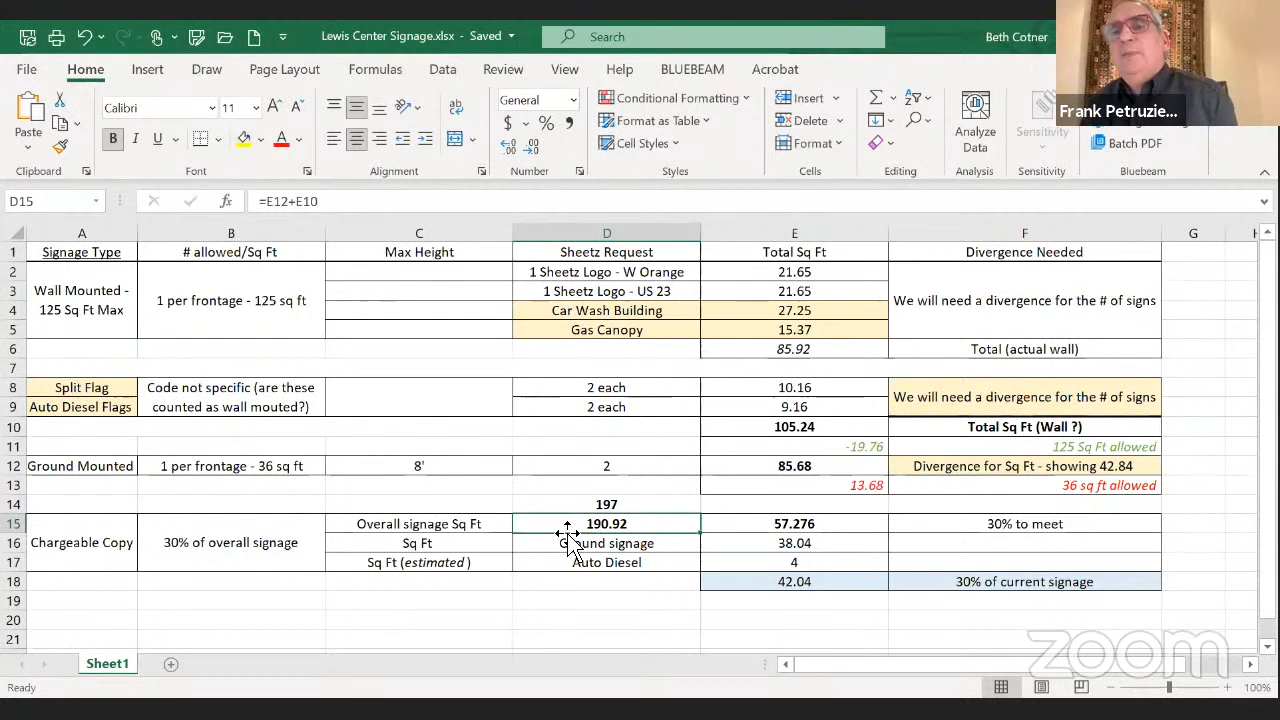 Lewis Center Signage.xlsx - Saved
Search
Beth Cotner
File Home Insert Draw Page Layout Formulas Data Review View Help BLUEBEAM Acrobat
Frank Petruzie...
Paste
Calibri 11
B I U
General
$ %
Conditional Formatting
Format as Table
Cell Styles
Insert
Delete
Format
Analyze Data
Sensitivity
Batch PDF
Clipboard Font Alignment Number Styles Cells Editing Sensitivity Bluebeam
D15 fx =E12+E10
A B C D E F G
1 Signage Type # allowed/Sq Ft Max Height Sheetz Request Total Sq Ft Divergence Needed
2 1 Sheetz Logo - W Orange 21.65
Wall Mounted - 125 Sq Ft Max 1 per frontage - 125 sq ft We will need a divergence for the # of signs
3 1 Sheetz Logo - US 23 21.65
4 Car Wash Building 27.25
5 Gas Canopy 15.37
6 85.92 Total (actual wall)
7
8 Split Flag Code not specific (are these 2 each 10.16
We will need a divergence for the # of signs
9 Auto Diesel Flags counted as wall mouted?) 2 each 9.16
10 105.24 Total Sq Ft (Wall ?)
11 -19.76 125 Sq Ft allowed
12 Ground Mounted 1 per frontage - 36 sq ft 8' 2 85.68 Divergence for Sq Ft - showing 42.84
13 13.68 36 sq ft allowed
14 197
15 Overall signage Sq Ft 190.92 57.276 30% to meet
16 Chargeable Copy 30% of overall signage Sq Ft Ground signage 38.04
17 Sq Ft (estimated ) Auto Diesel 4
18 42.04 30% of current signage
19
20
21
Sheet1
zoom
Ready
100%